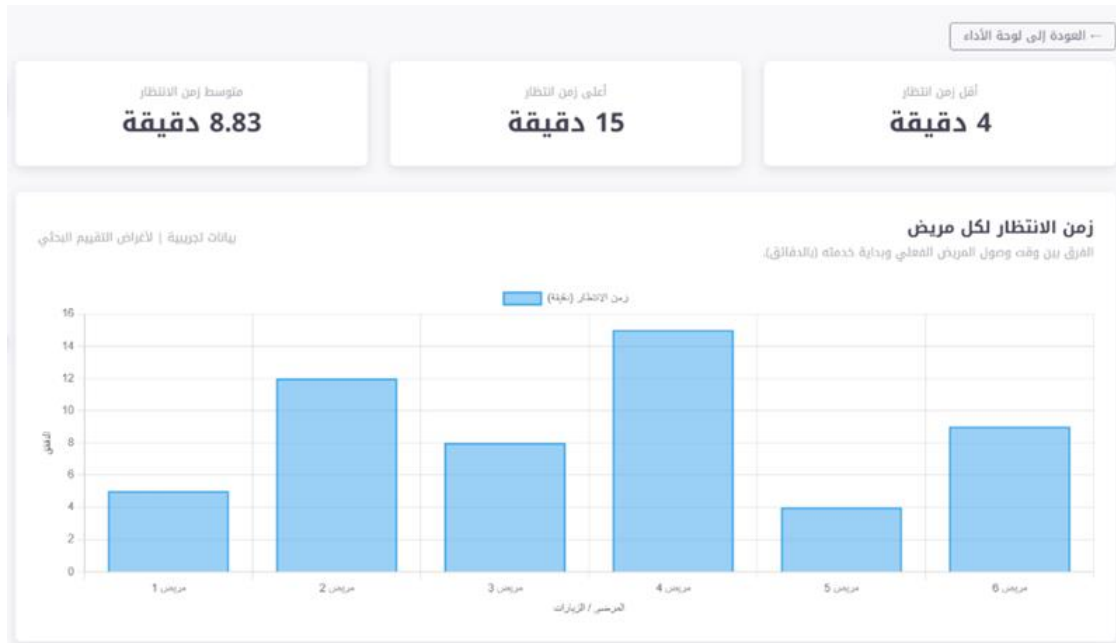 ← العودة إلى لوحة الأداء
أقل زمن انتظار
4 دقيقة
أعلى زمن انتظار
15 دقيقة
متوسط زمن الانتظار
8.83 دقيقة
زمن الانتظار لكل مريض
الفرق بين وقت وصول المريض الفعلي وبداية خدمته (بالدقائق).
بيانات تجريبية | لأغراض التقييم البحثي
زمن الانتظار (دقيقة)
16
14
12
10
8
6
4
2
0
الدقائق
مريض 1
مريض 2
مريض 3
مريض 4
مريض 5
مريض 6
المرضى / الزيارات